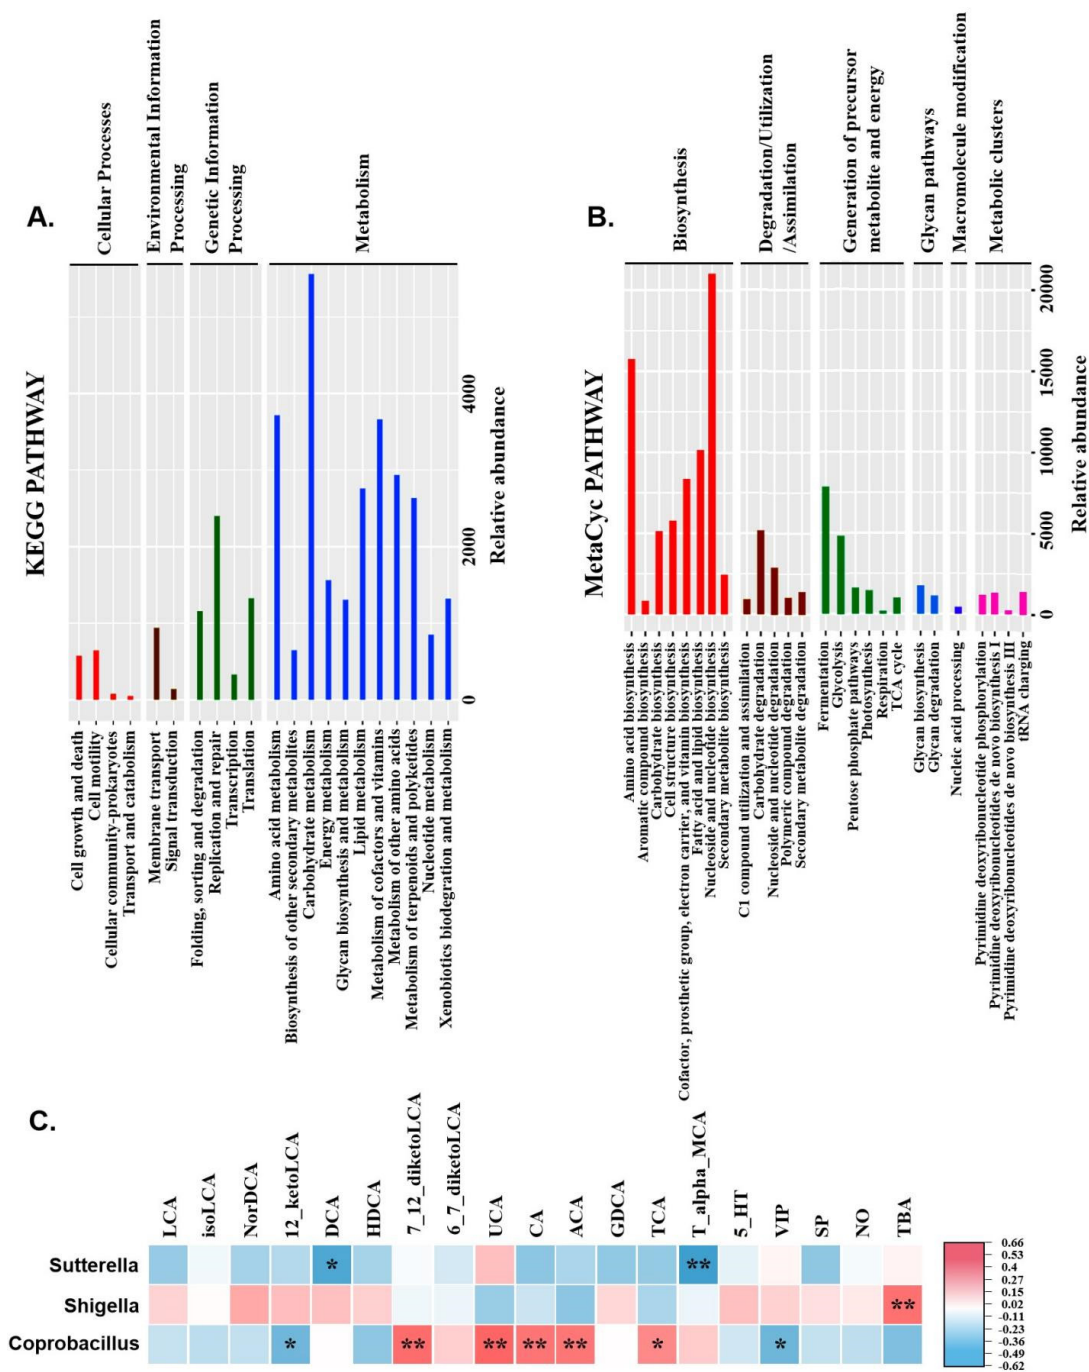 A.
KEGG PATHWAY
Cellular Processes
Environmental Information
Processing
Genetic Information
Processing
Metabolism
0
2000
4000
Relative abundance
Cell growth and death
Cell motility
Cellular community-prokaryotes
Transport and catabolism
Membrane transport
Signal transduction
Folding, sorting and degradation
Replication and repair
Transcription
Translation
Amino acid metabolism
Biosynthesis of other secondary metabolites
Carbohydrate metabolism
Energy metabolism
Glycan biosynthesis and metabolism
Lipid metabolism
Metabolism of cofactors and vitamins
Metabolism of other amino acids
Metabolism of terpenoids and polyketides
Nucleotide metabolism
Xenobiotics biodegration and metabolism
B.
MetaCyc PATHWAY
Biosynthesis
Degradation/Utilization
/Assimilation
Generation of precursor
metabolite and energy
Glycan pathways
Macromolecule modification
Metabolic clusters
0
5000
10000
15000
20000
Relative abundance
Amino acid biosynthesis
Aromatic compound biosynthesis
Carbohydrate biosynthesis
Cell structure biosynthesis
Cofactor, prosthetic group, electron carrier, and vitamin biosynthesis
Fatty acid and lipid biosynthesis
Nucleoside and nucleotide biosynthesis
Secondary metabolite biosynthesis
C1 compound utilization and assimilation
Carbohydrate degradation
Nucleoside and nucleotide degradation
Polymeric compound degradation
Secondary metabolite degradation
Fermentation
Glycolysis
Pentose phosphate pathways
Photosynthesis
Respiration
TCA cycle
Glycan biosynthesis
Glycan degradation
Nucleic acid processing
Pyrimidine deoxyribonucleotide phosphorylation
Pyrimidine deoxyribonucleotides de novo biosynthesis I
Pyrimidine deoxyribonucleotides de novo biosynthesis III
tRNA charging
C.
LCA
isoLCA
NorDCA
12_ketoLCA
DCA
HDCA
7_12_diketoLCA
6_7_diketoLCA
UCA
CA
ACA
GDCA
TCA
T_alpha_MCA
5_HT
VIP
SP
NO
TBA
Sutterella * **
Shigella **
Coprobacillus * ** ** ** ** * *
0.66
0.53
0.4
0.27
0.15
0.02
-0.11
-0.23
-0.36
-0.49
-0.62